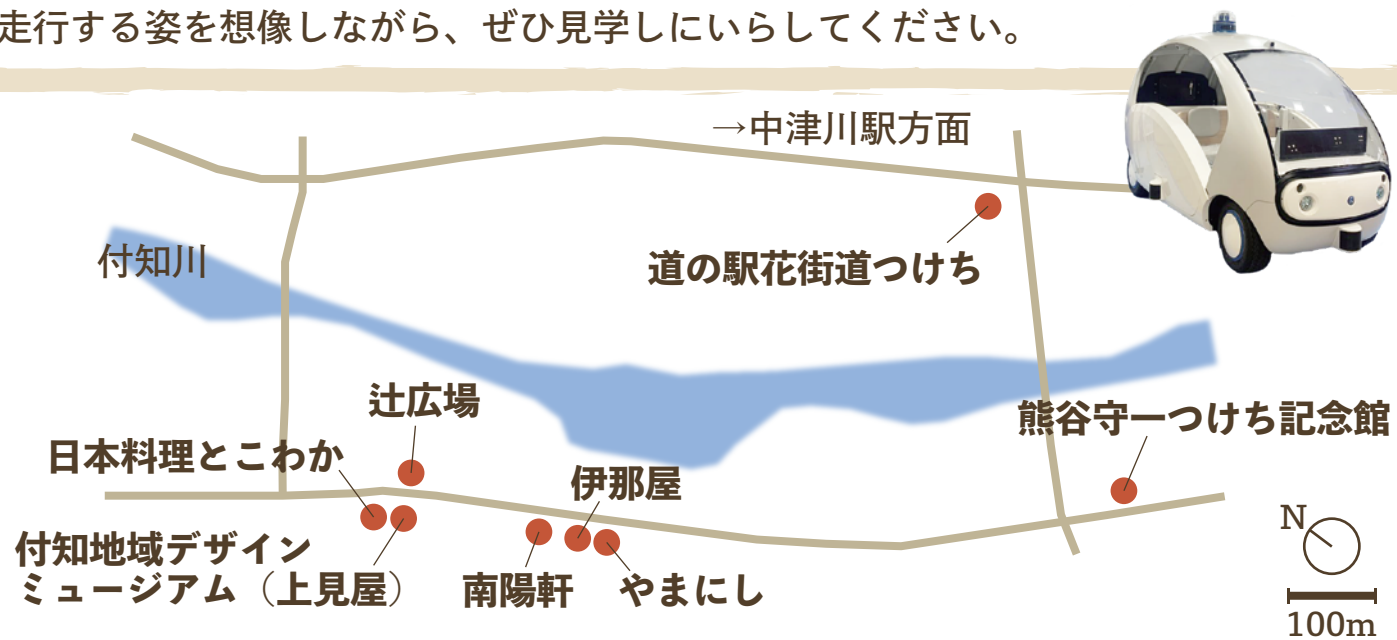 走行する姿を想像しながら、ぜひ見学しにいらしてください。
→中津川駅方面
付知川
道の駅花街道つけち
辻広場
熊谷守一つけち記念館
日本料理とこわか
伊那屋
付知地域デザイン
ミュージアム（上見屋）
南陽軒
やまにし
N
100m